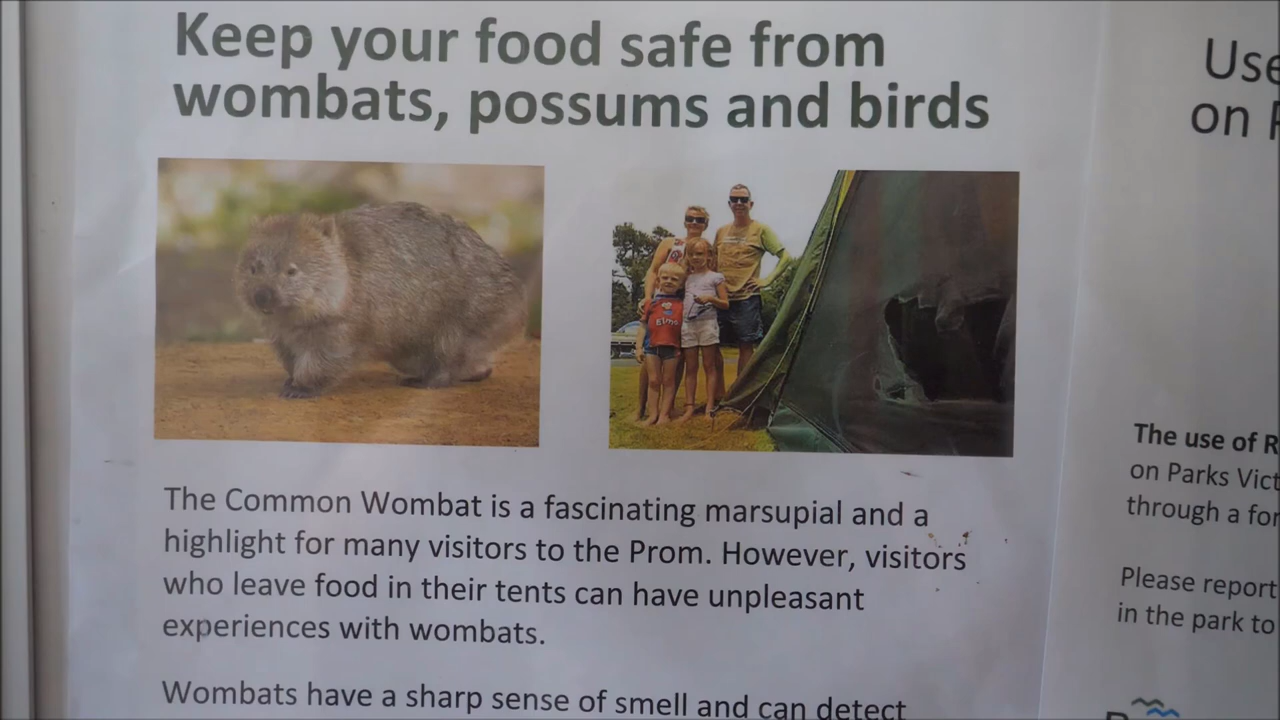 Keep your food safe from
wombats, possums and birds
Elmo
The Common Wombat is a fascinating marsupial and a
highlight for many visitors to the Prom. However, visitors
who leave food in their tents can have unpleasant
experiences with wombats.
Wombats have a sharp sense of smell and can detect
Use
on
The use of R
on Parks Vict
through a for
Please report
in the park to